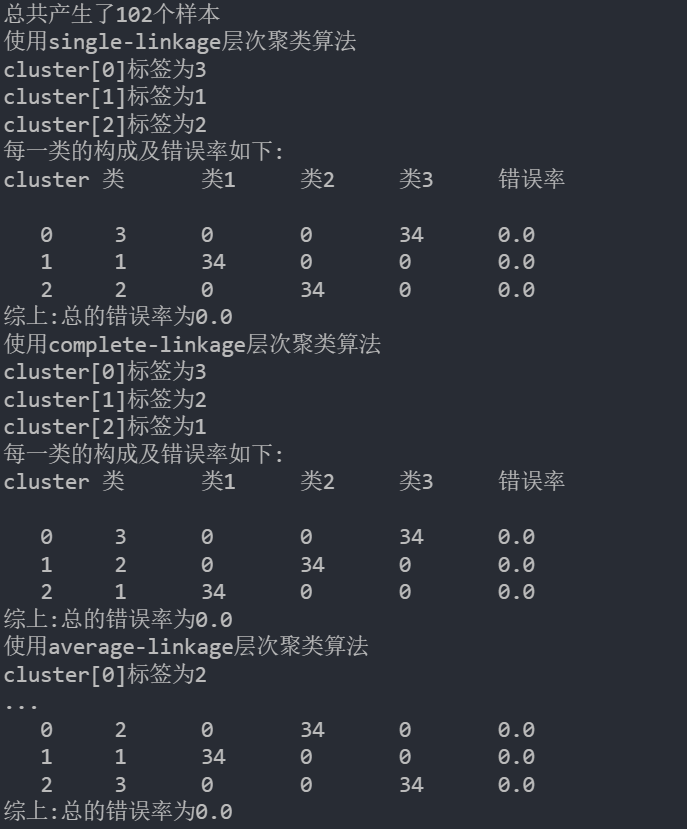 总共产生了102个样本
使用single-linkage层次聚类算法
cluster[0]标签为3
cluster[1]标签为1
cluster[2]标签为2
每一类的构成及错误率如下:
cluster 类 类1 类2 类3 错误率
0 3 0 0 34 0.0
1 1 34 0 0 0.0
2 2 0 34 0 0.0
综上:总的错误率为0.0
使用complete-linkage层次聚类算法
cluster[0]标签为3
cluster[1]标签为2
cluster[2]标签为1
每一类的构成及错误率如下:
cluster 类 类1 类2 类3 错误率
0 3 0 0 34 0.0
1 2 0 34 0 0.0
2 1 34 0 0 0.0
综上:总的错误率为0.0
使用average-linkage层次聚类算法
cluster[0]标签为2
...
0 2 0 34 0 0.0
1 1 34 0 0 0.0
2 3 0 0 34 0.0
综上:总的错误率为0.0